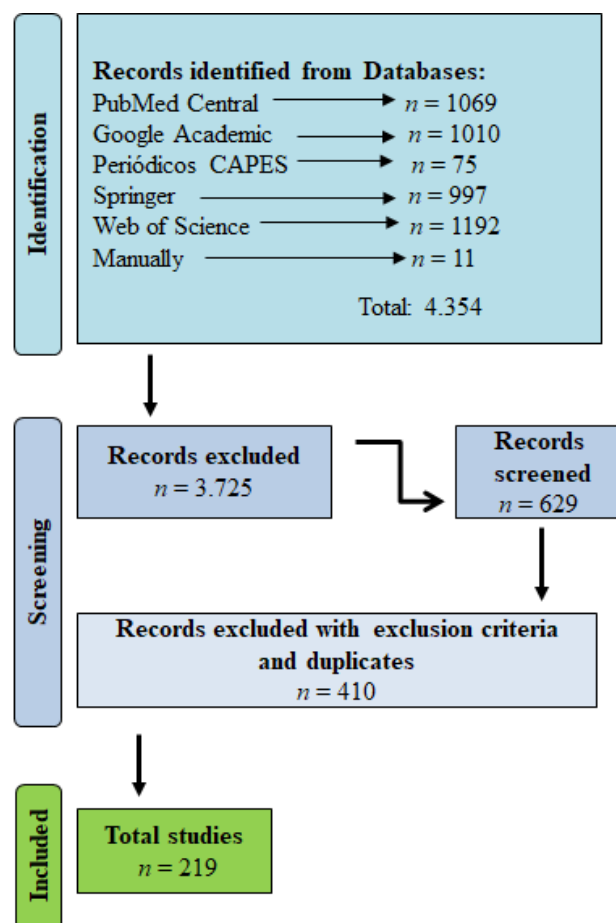 Identification
Records identified from Databases:
PubMed Central n = 1069
Google Academic n = 1010
Periódicos CAPES n = 75
Springer n = 997
Web of Science n = 1192
Manually n = 11
Total: 4.354
Screening
Records excluded
n = 3.725
Records
screened
n = 629
Records excluded with exclusion criteria
and duplicates
n = 410
Included
Total studies
n = 219